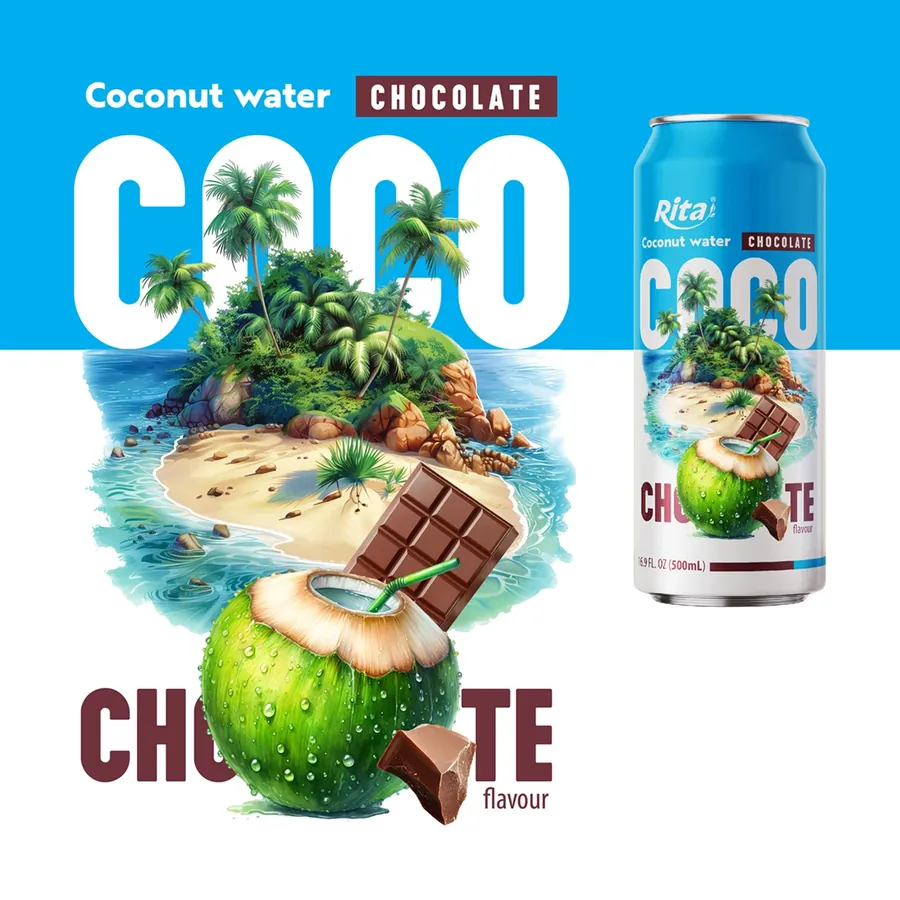 Coconut water CHOCOLATE
COCO
CHO TE
flavour
Rita
Coconut water CHOCOLATE
COCO
CHO TE
flavour
16.9 FL. OZ (500mL)